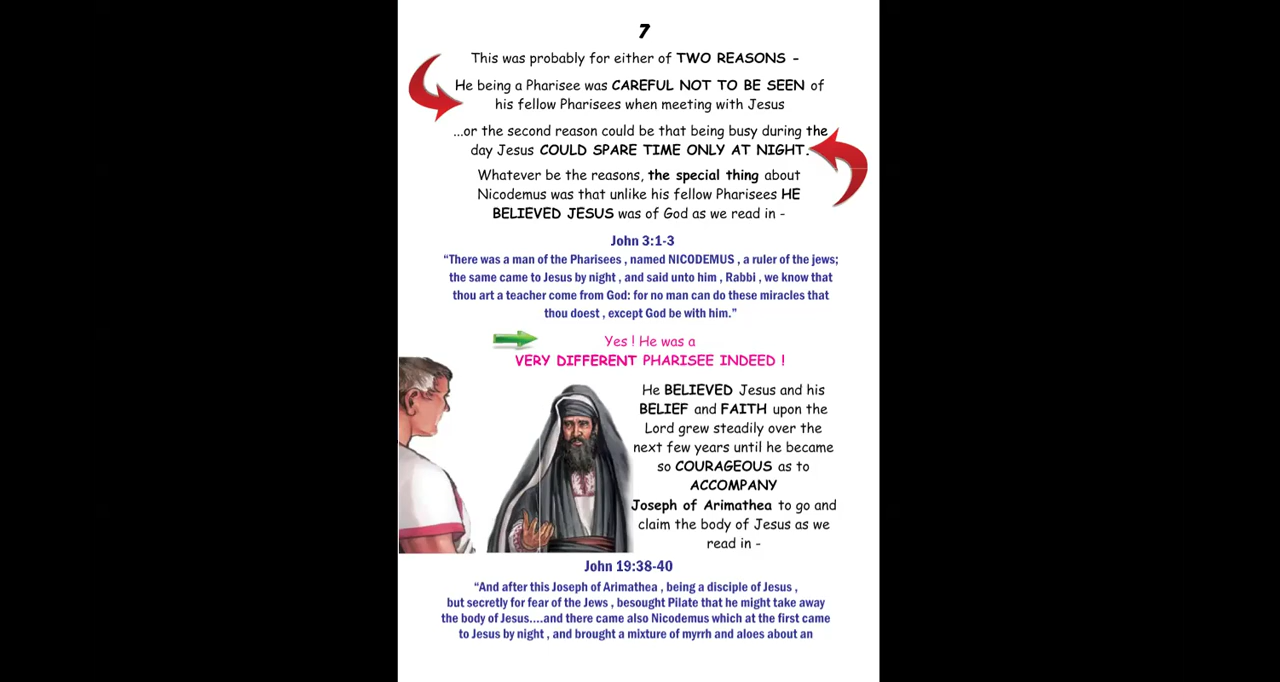 7
This was probably for either of TWO REASONS -
He being a Pharisee was CAREFUL NOT TO BE SEEN of
his fellow Pharisees when meeting with Jesus
...or the second reason could be that being busy during the
day Jesus COULD SPARE TIME ONLY AT NIGHT.
Whatever be the reasons, the special thing about
Nicodemus was that unlike his fellow Pharisees HE
BELIEVED JESUS was of God as we read in -
John 3:1-3
“There was a man of the Pharisees , named NICODEMUS , a ruler of the jews;
the same came to Jesus by night , and said unto him , Rabbi , we know that
thou art a teacher come from God: for no man can do these miracles that
thou doest , except God be with him.”
Yes ! He was a
VERY DIFFERENT PHARISEE INDEED !
He BELIEVED Jesus and his
BELIEF and FAITH upon the
Lord grew steadily over the
next few years until he became
so COURAGEOUS as to
ACCOMPANY
Joseph of Arimathea to go and
claim the body of Jesus as we
read in -
John 19:38-40
“And after this Joseph of Arimathea , being a disciple of Jesus ,
but secretly for fear of the Jews , besought Pilate that he might take away
the body of Jesus....and there came also Nicodemus which at the first came
to Jesus by night , and brought a mixture of myrrh and aloes about an